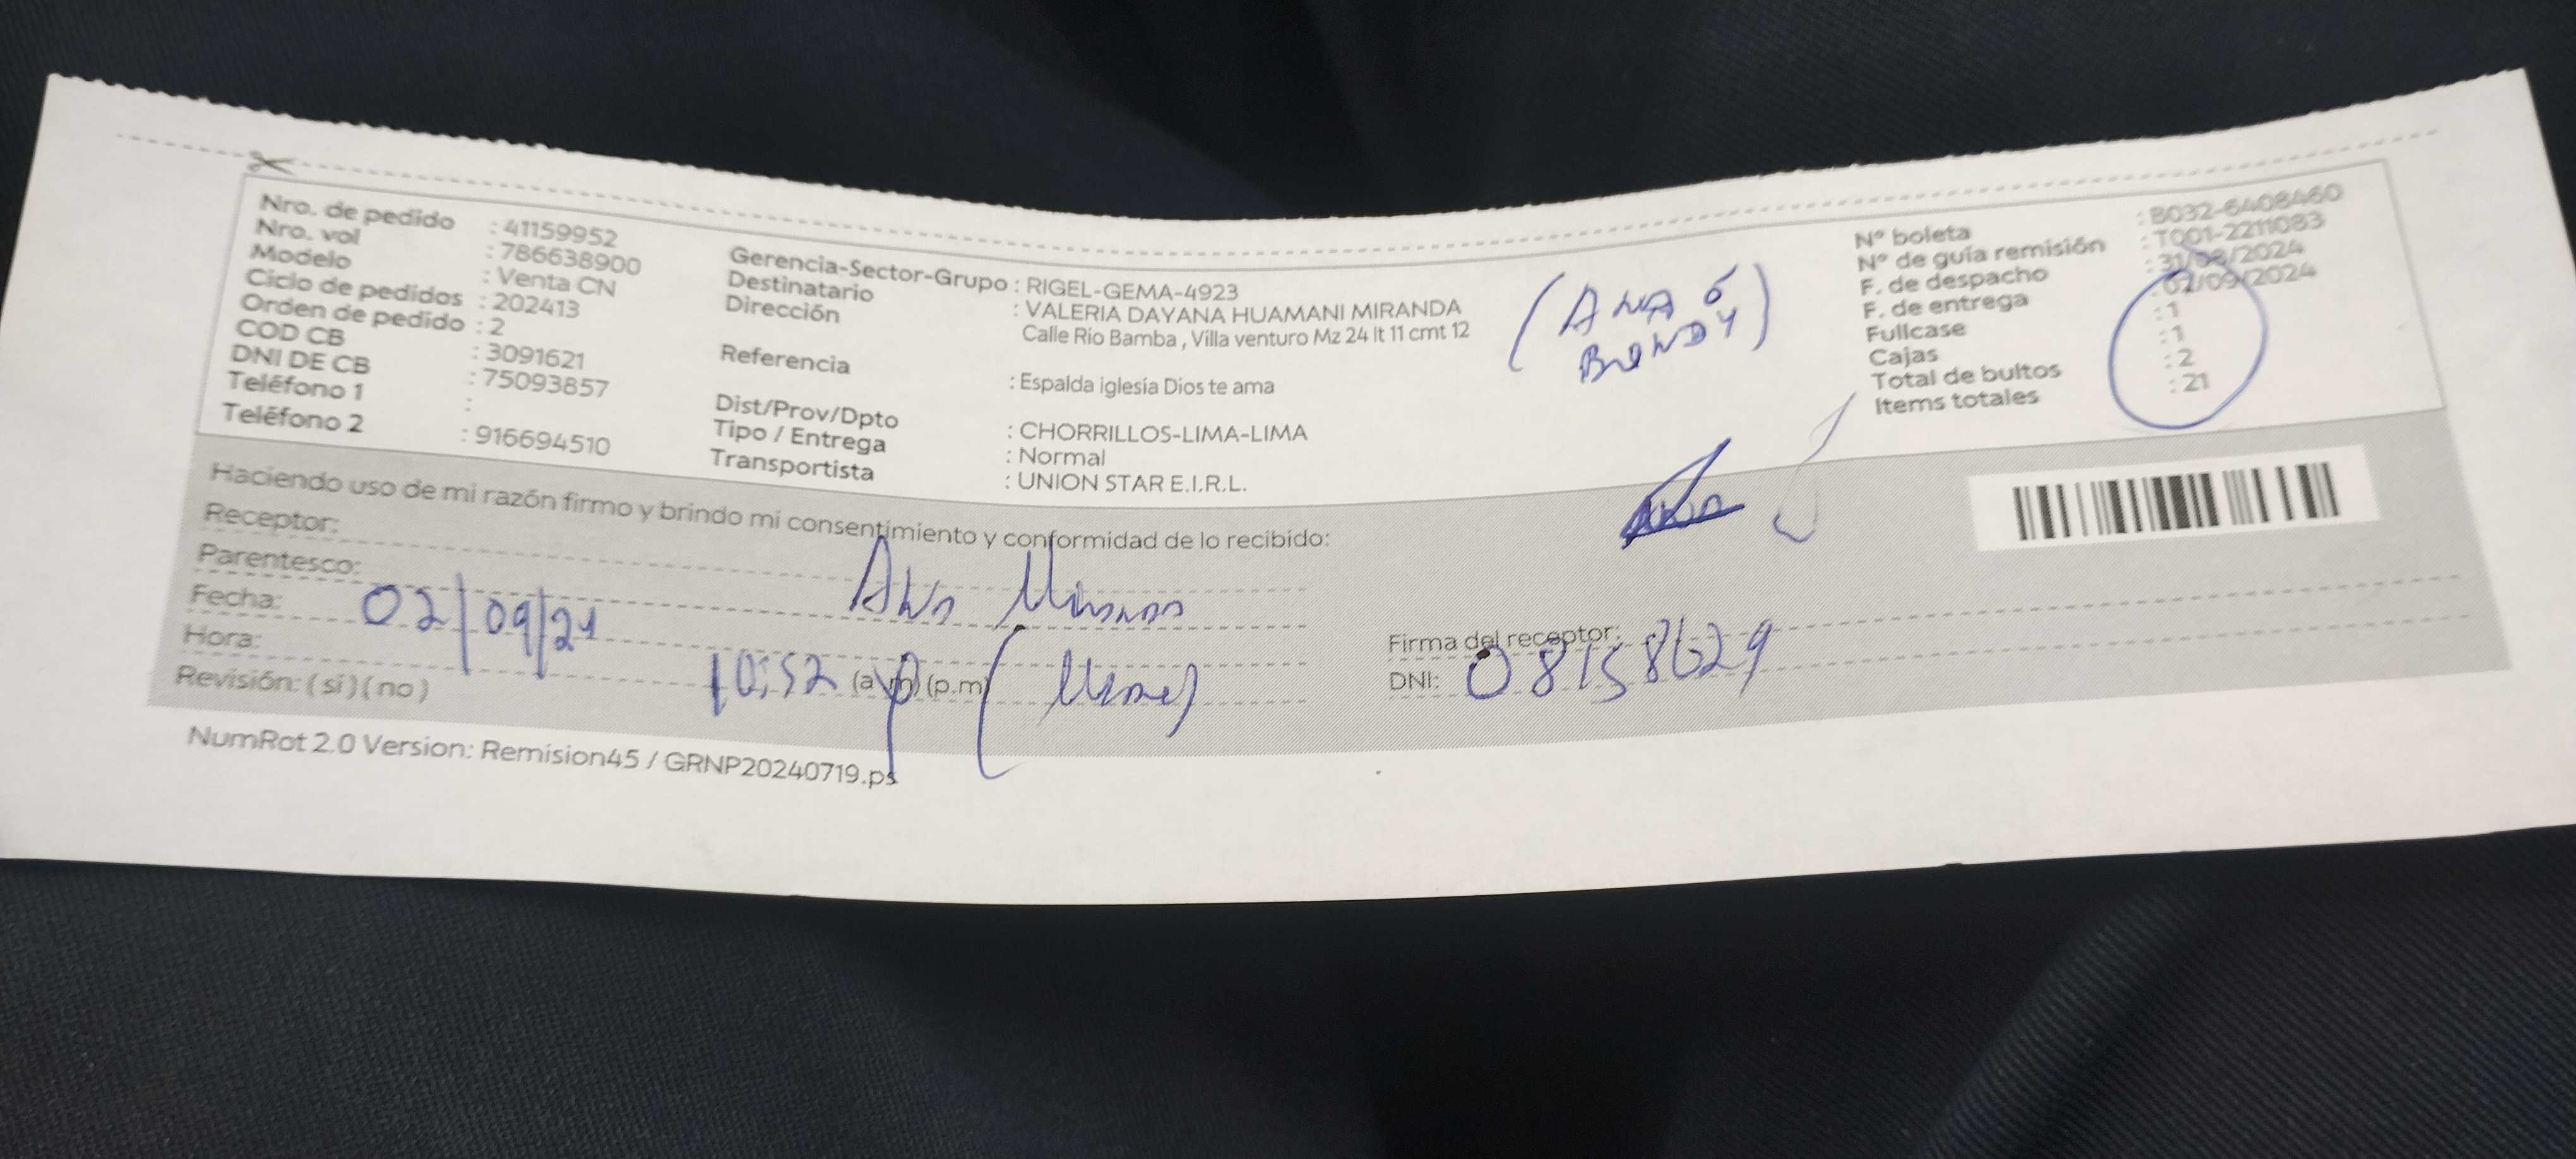 Nro. de pedido : 41159952
Nro. vol : 786638900
Modelo : Venta CN
Ciclo de pedidos : 202413
Orden de pedido : 2
COD CB : 3091621
DNI DE CB : 75093857
Teléfono 1 :
Teléfono 2 : 916694510
Gerencia-Sector-Grupo : RIGEL-GEMA-4923
Destinatario : VALERIA DAYANA HUAMANI MIRANDA
Dirección Calle Río Bamba , Villa venturo Mz 24 lt 11 cmt 12
Referencia : Espalda iglesía Dios te ama
Dist/Prov/Dpto : CHORRILLOS-LIMA-LIMA
Tipo / Entrega : Normal
Transportista : UNION STAR E.I.R.L.
(ANA ó
)
N° boleta : B032-6408460
N° de guía remisión : T001-2211083
F. de despacho : 31/08/2024
F. de entrega : 02/09/2024
Fullcase : 1
Cajas : 1
Total de bultos : 2
Items totales : 21
Haciendo uso de mi razón firmo y brindo mi consentimiento y conformidad de lo recibido:
Receptor: Ana
Parentesco:
Fecha: 02/09/24
Hora: 10:52 (a.m) (p.m)
Revisión: ( si ) ( no )
Firma del receptor:
DNI: 08158629
NumRot 2.0 Version: Remision45 / GRNP20240719.ps